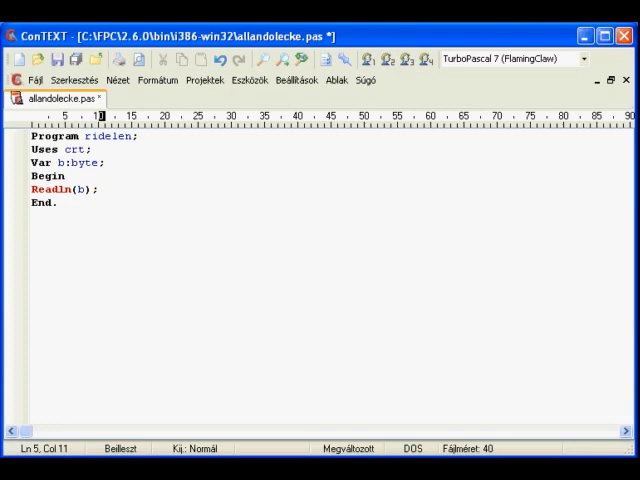 ConTEXT - [C:\FPC\2.6.0\bin\i386-win32\allandolecke.pas *]
TurboPascal 7 (FlamingClaw)
Fájl Szerkesztés Nézet Formátum Projektek Eszközök Beállítások Ablak Súgó
allandolecke.pas *
5 10 15 20 25 30 35 40 45 50 55 60 65 70 75 80 85 90
Program ridelen;
Uses crt;
Var b:byte;
Begin
Readln(b);
End.
Ln 5, Col 11 Beilleszt Kij.: Normál Megváltozott DOS Fájlméret: 40